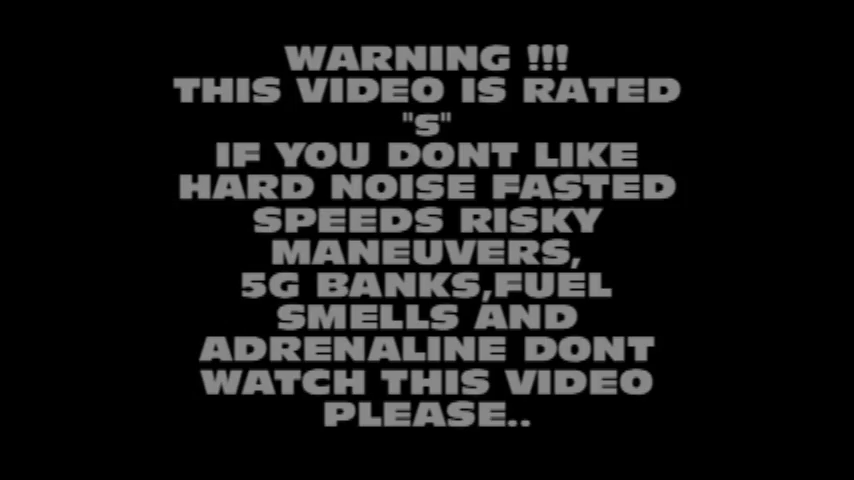 WARNING !!!
THIS VIDEO IS RATED
"S"
IF YOU DONT LIKE
HARD NOISE FASTED
SPEEDS RISKY
MANEUVERS,
5G BANKS,FUEL
SMELLS AND
ADRENALINE DONT
WATCH THIS VIDEO
PLEASE..